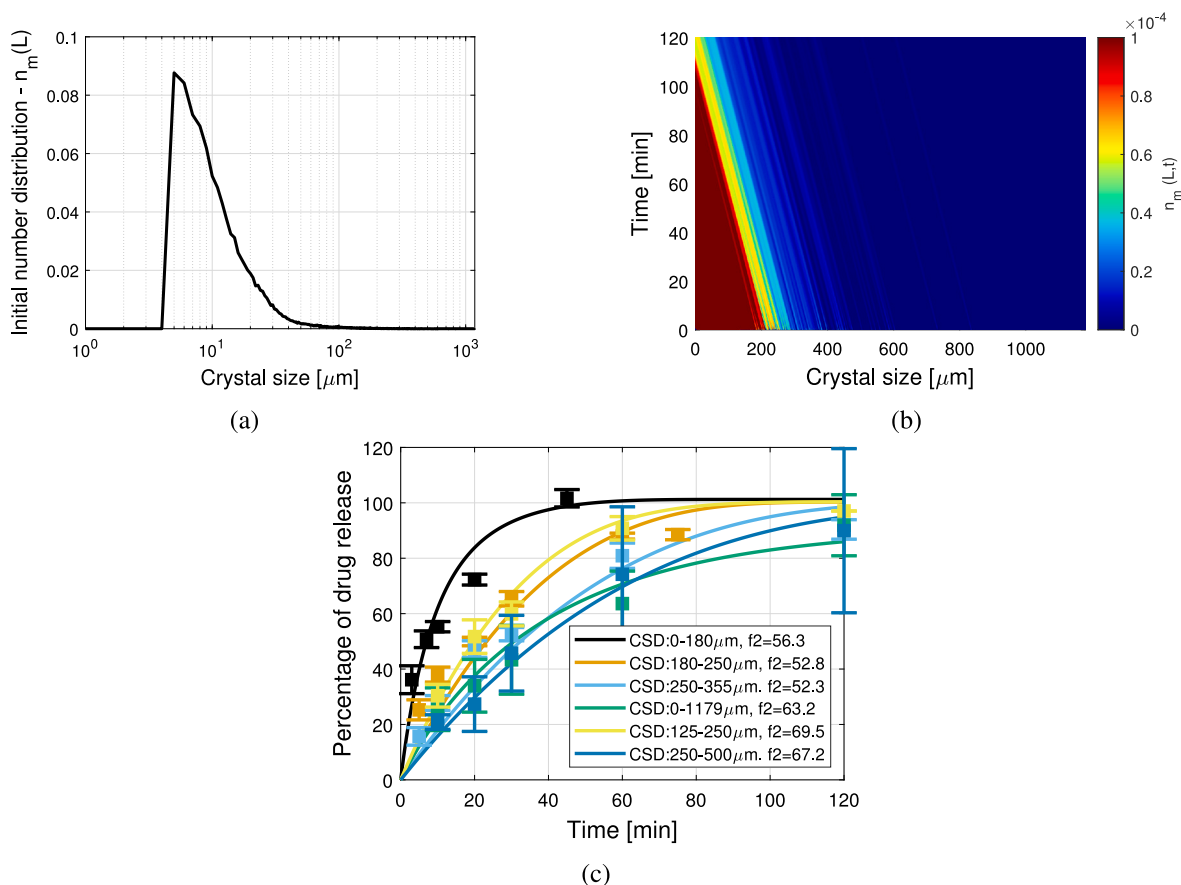 0.1
0.08
0.06
0.04
0.02
0
Initial number distribution - n_m(L)
10^0 10^1 10^2 10^3
Crystal size [μm]
(a)
120
100
80
60
40
20
0
Time [min]
0 200 400 600 800 1000
Crystal size [μm]
×10^-4
1
0.8
0.6
0.4
0.2
0
n_m (L,t)
(b)
120
100
80
60
40
20
0
Percentage of drug release
CSD:0-180μm, f2=56.3
CSD:180-250μm, f2=52.8
CSD:250-355μm. f2=52.3
CSD:0-1179μm, f2=63.2
CSD:125-250μm, f2=69.5
CSD:250-500μm. f2=67.2
0 20 40 60 80 100 120
Time [min]
(c)